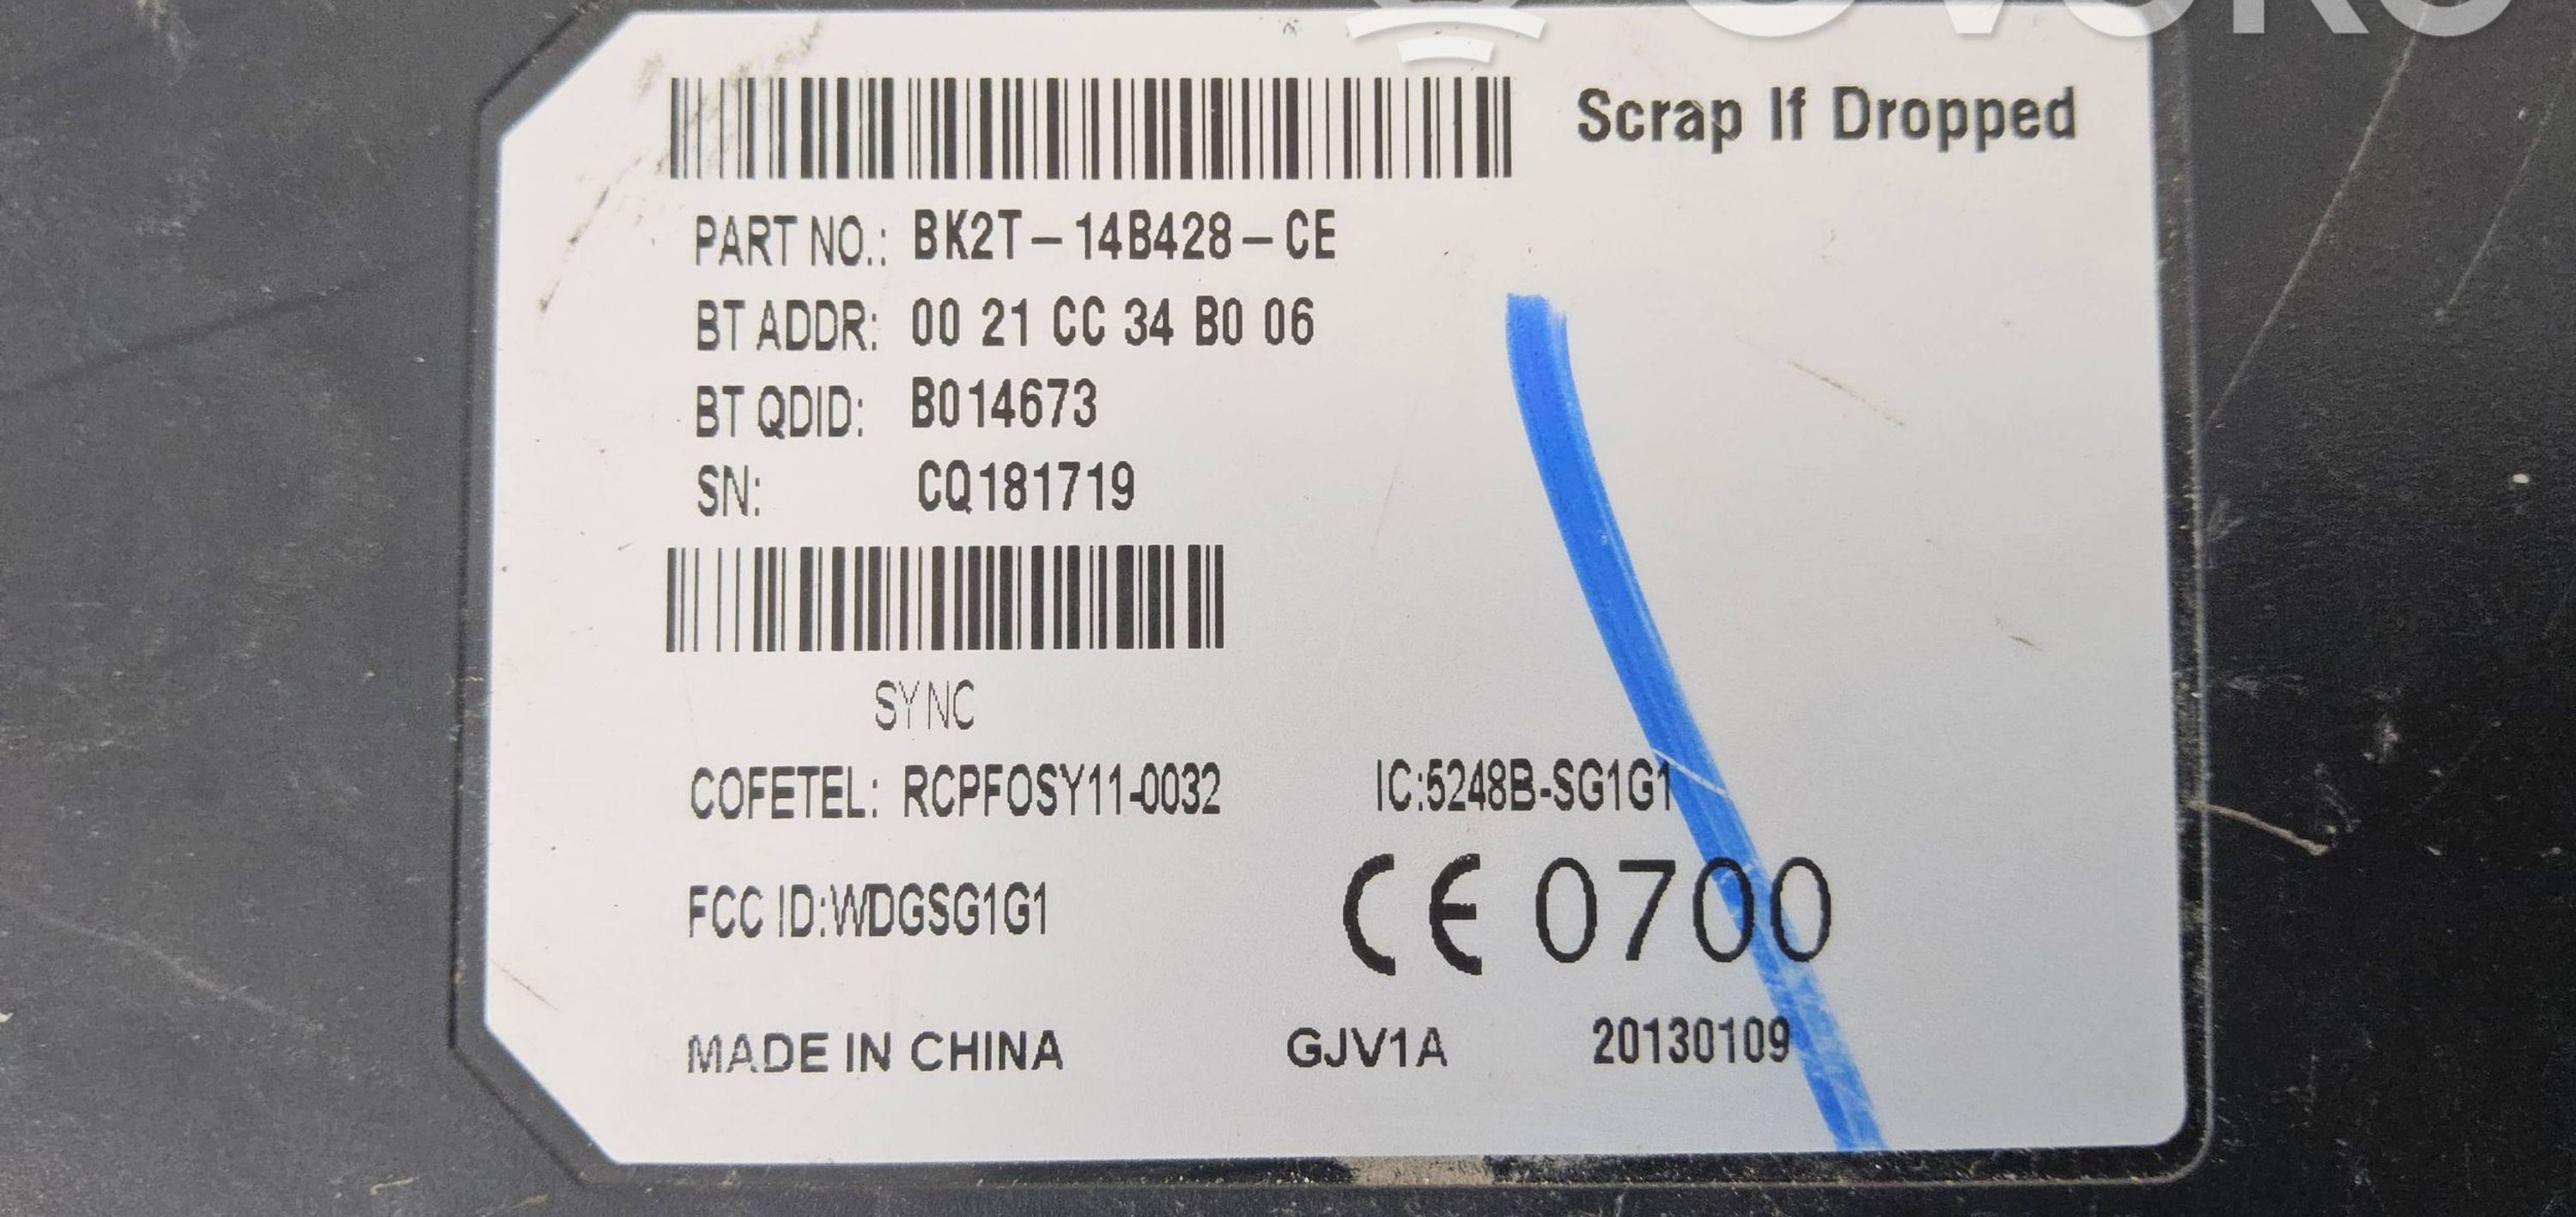 Scrap If Dropped
PART NO.: BK2T-14B428-CE
BT ADDR: 00 21 CC 34 B0 06
BT QDID: B014673
SN: CQ181719
SYNC
COFETEL: RCPFOSY11-0032 IC:5248B-SG1G1
FCC ID:WDGSG1G1 CE 0700
MADE IN CHINA GJV1A 20130109